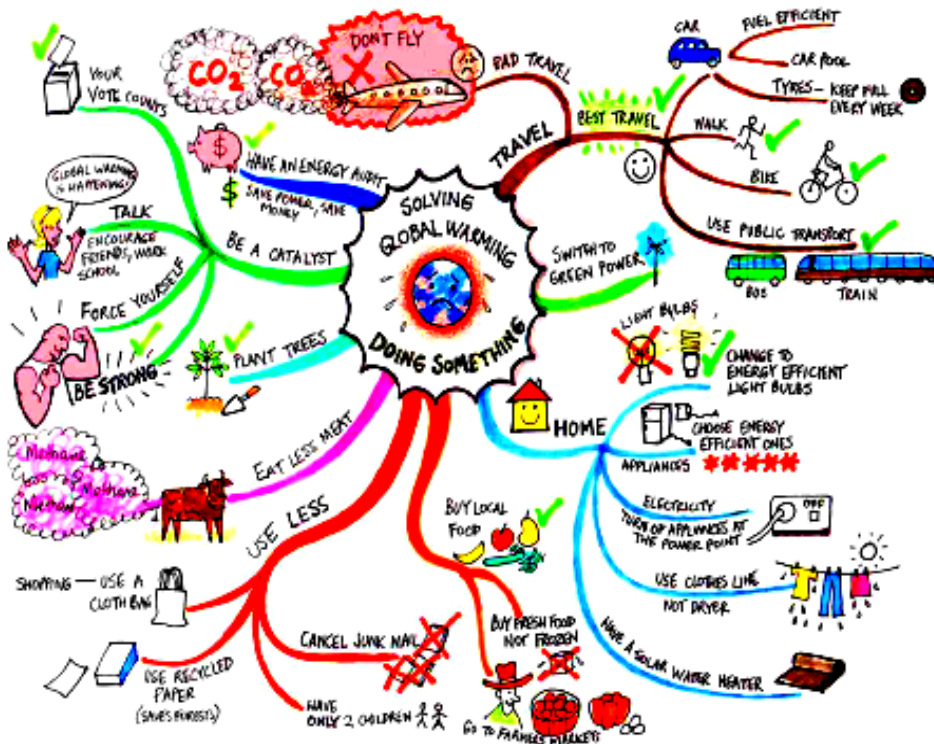 SOLVING
GLOBAL WARMING
DOING SOMETHING
TRAVEL
BAD TRAVEL
DONT FLY
CO2
BEST TRAVEL
CAR
FUEL EFFICIENT
CAR POOL
TYRES — KEEP FULL
EVERY WEEK
WALK
BIKE
USE PUBLIC TRANSPORT
BUS
TRAIN
SWITCH TO
GREEN POWER
HOME
LIGHT BULBS
CHANGE TO
ENERGY EFFICIENT
LIGHT BULBS
CHOOSE ENERGY
EFFICIENT ONES
APPLIANCES
ELECTRICITY
TURN OF APPLIANCES AT
THE POWER POINT
OFF
USE CLOTHES LINE
NOT DRYER
HAVE A SOLAR WATER HEATER
BUY LOCAL
FOOD
BUY FRESH FOOD
NOT FROZEN
GO TO FARMERS MARKETS
USE LESS
SHOPPING — USE A
CLOTH BAG
USE RECYCLED
PAPER
(SAVES FORESTS)
CANCEL JUNK MAIL
HAVE
ONLY 2 CHILDREN
EAT LESS MEAT
Methane
Methane
PLANT TREES
BE A CATALYST
YOUR
VOTE COUNTS
TALK
GLOBAL WARMING
IS HAPPENING!
ENCOURAGE
FRIENDS, WORK
SCHOOL
FORCE YOURSELF
BE STRONG
HAVE AN ENERGY AUDIT
$
$
SAVE POWER, SAVE
MONEY